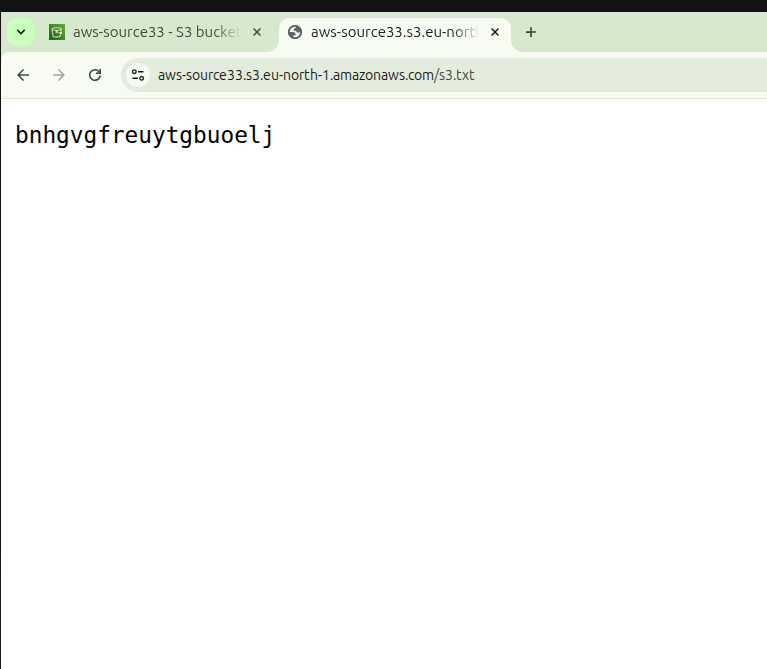 aws-source33 - S3 bucket
aws-source33.s3.eu-nort
aws-source33.s3.eu-north-1.amazonaws.com/s3.txt
bnhgvgfreuytgbuoelj